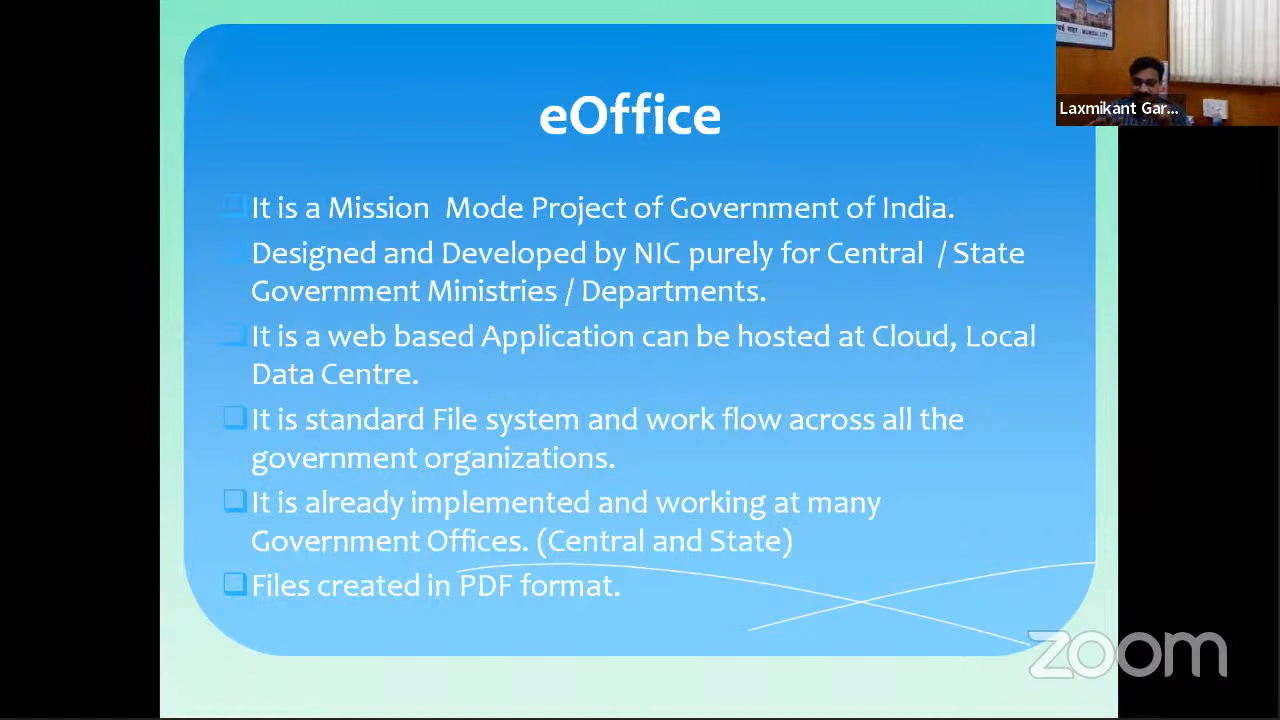 eOffice
It is a Mission Mode Project of Government of India.
Designed and Developed by NIC purely for Central / State
Government Ministries / Departments.
It is a web based Application can be hosted at Cloud, Local
Data Centre.
It is standard File system and work flow across all the
government organizations.
It is already implemented and working at many
Government Offices. (Central and State)
Files created in PDF format.
MUMBAI CITY
Laxmikant Gar...
zoom